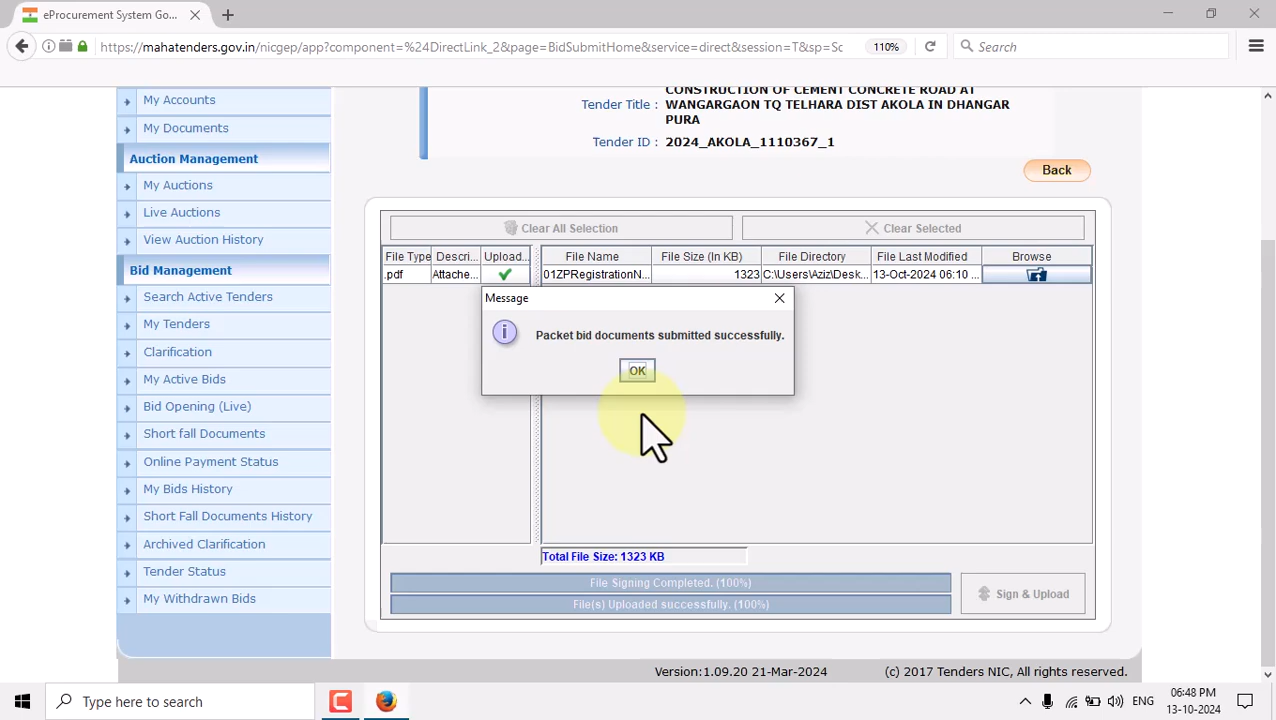 eProcurement System Go...
https://mahatenders.gov.in/nicgep/app?component=%24DirectLink_2&page=BidSubmitHome&service=direct&session=T&sp=Sc
110%
Search
My Accounts
My Documents
Auction Management
My Auctions
Live Auctions
View Auction History
Bid Management
Search Active Tenders
My Tenders
Clarification
My Active Bids
Bid Opening (Live)
Short fall Documents
Online Payment Status
My Bids History
Short Fall Documents History
Archived Clarification
Tender Status
My Withdrawn Bids
CONSTRUCTION OF CEMENT CONCRETE ROAD AT
Tender Title : WANGARGAON TQ TELHARA DIST AKOLA IN DHANGAR
PURA
Tender ID : 2024_AKOLA_1110367_1
Back
Clear All Selection Clear Selected
File Type Descri... Upload... File Name File Size (In KB) File Directory File Last Modified Browse
.pdf Attache... 01ZPRegistrationN... 1323 C:\Users\Aziz\Desk... 13-Oct-2024 06:10 ...
Message
Packet bid documents submitted successfully.
OK
Total File Size: 1323 KB
File Signing Completed. (100%)
File(s) Uploaded successfully. (100%)
Sign & Upload
Version:1.09.20 21-Mar-2024 (c) 2017 Tenders NIC, All rights reserved.
Type here to search
ENG
06:48 PM
13-10-2024